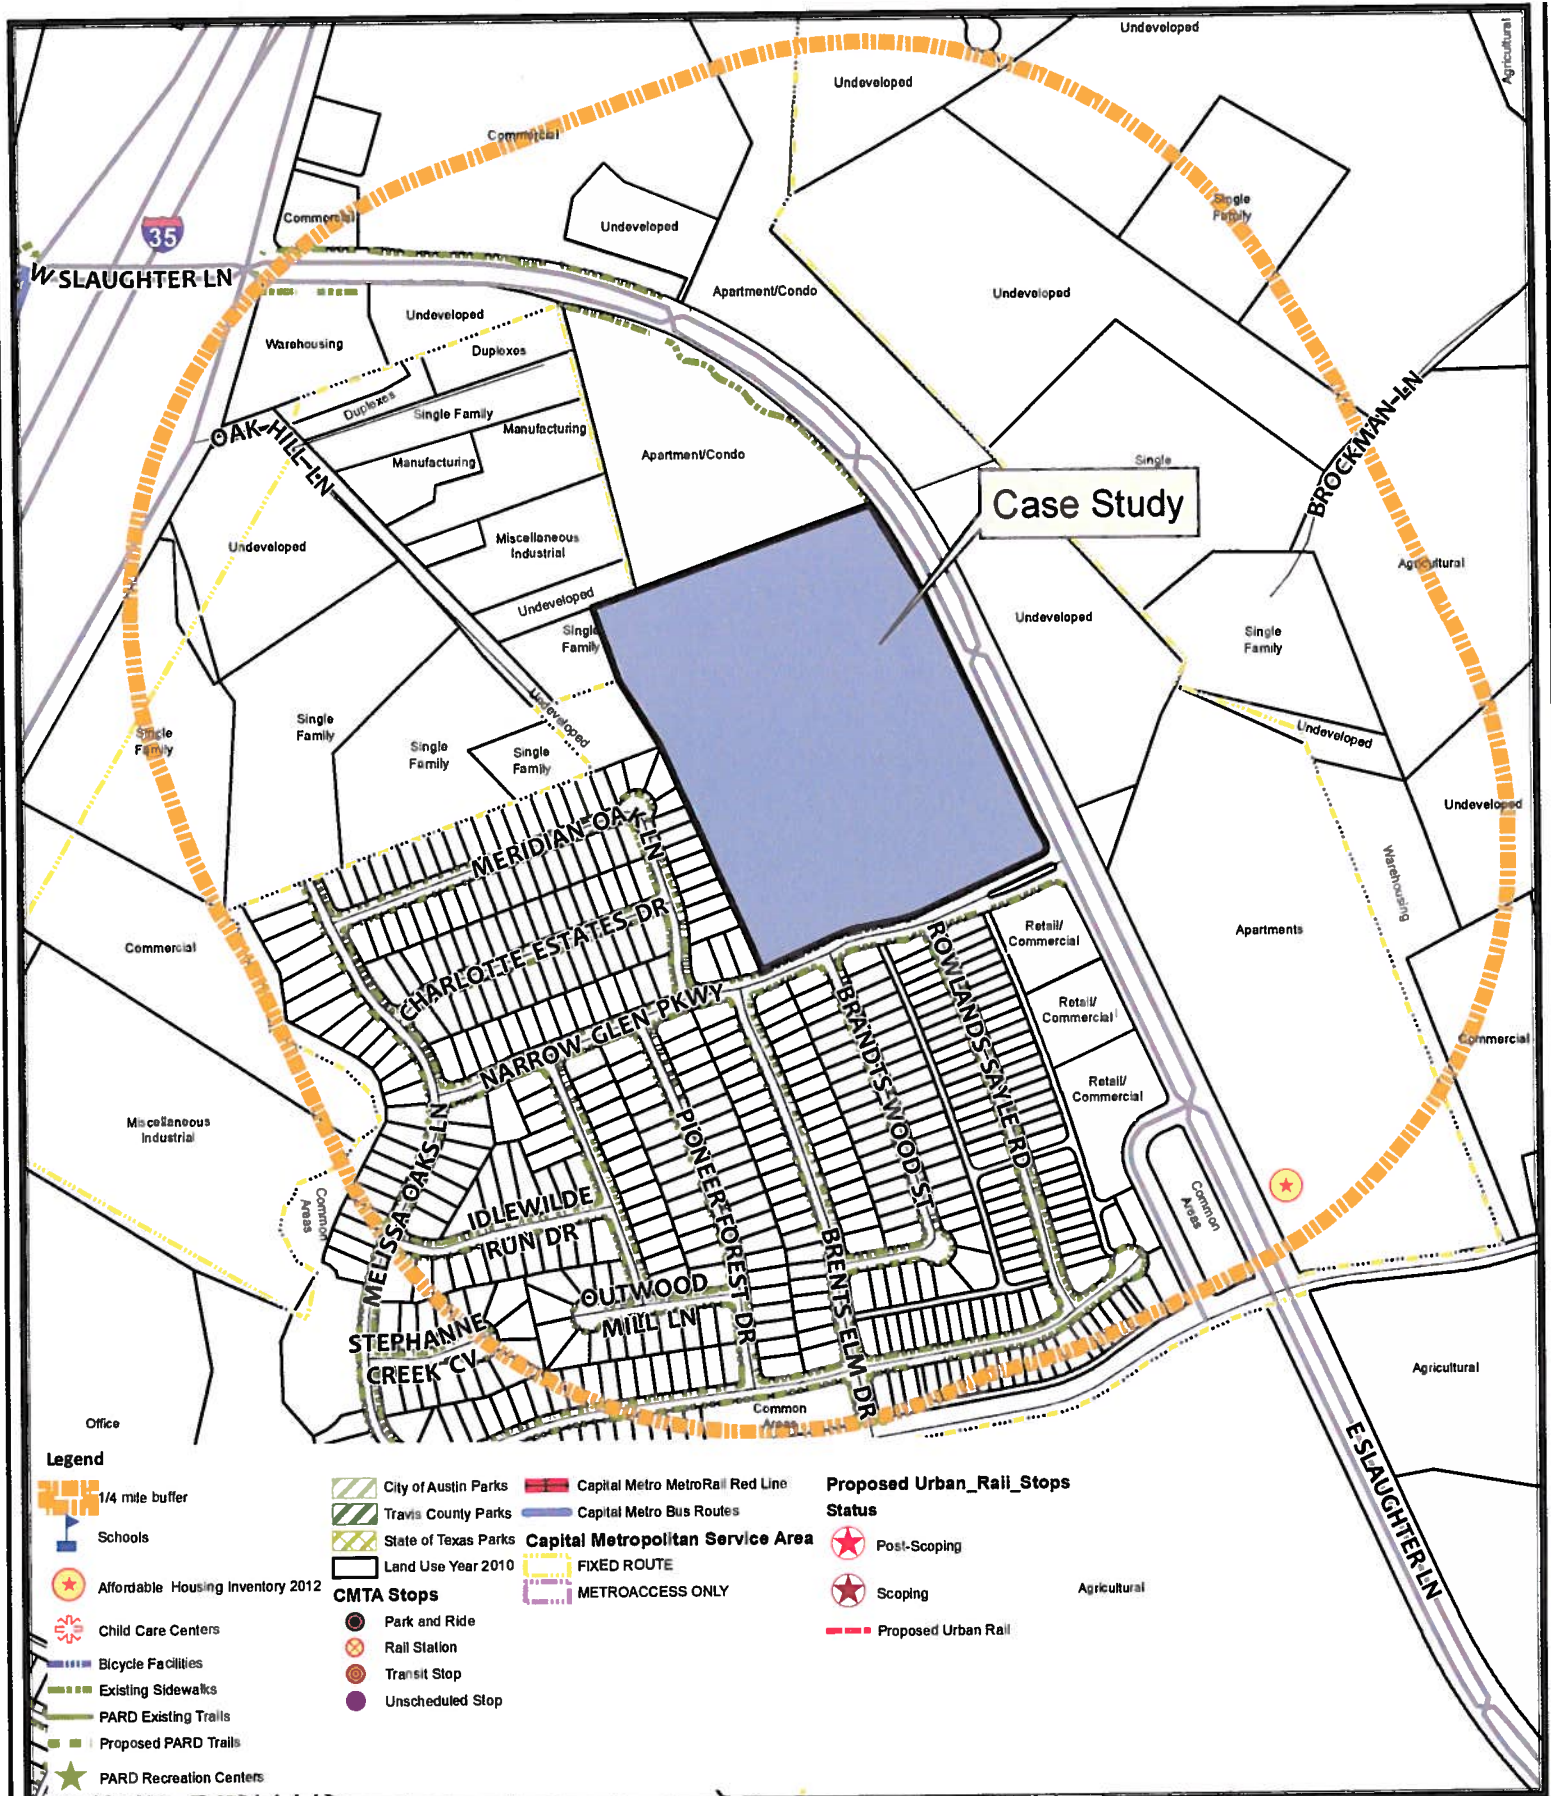 Undeveloped
Agricultural
Undeveloped
Commercial
Single
Family
Commercial
Undeveloped
35
W SLAUGHTER LN
Apartment/Condo
Undeveloped
Undeveloped
Warehousing
Duplexes
Duplexes
Single Family
OAK HILL LN
Manufacturing
Manufacturing
Apartment/Condo
BROCKMAN LN
Single
Case Study
Undeveloped
Miscellaneous
Industrial
Agricultural
Undeveloped
Undeveloped
Single
Family
Single
Family
Undeveloped
Single
Family
Single
Family
Single
Family
Single
Family
Undeveloped
Undeveloped
MERIDIAN OAK LN
Warehousing
CHARLOTTE ESTATES DR
Commercial
Retail/
Commercial
Apartments
ROWLANDS SAYLE RD
NARROW GLEN PKWY
BRANDTS WOOD ST
Retail/
Commercial
Commercial
Retail/
Commercial
Miscellaneous
Industrial
MELISSA OAKS LN
PIONEER FOREST DR
Common
Areas
IDLEWILDE
RUN DR
Common
Areas
BRENTS ELM DR
OUTWOOD
MILL LN
STEPHANNE
CREEK CV
Agricultural
Office
Common
Areas
E SLAUGHTER LN
Agricultural
Legend
1/4 mile buffer
Schools
Affordable Housing Inventory 2012
Child Care Centers
Bicycle Facilities
Existing Sidewalks
PARD Existing Trails
Proposed PARD Trails
PARD Recreation Centers
City of Austin Parks
Travis County Parks
State of Texas Parks
Land Use Year 2010
CMTA Stops
Park and Ride
Rail Station
Transit Stop
Unscheduled Stop
Capital Metro MetroRail Red Line
Capital Metro Bus Routes
Capital Metropolitan Service Area
FIXED ROUTE
METROACCESS ONLY
Proposed Urban_Rail_Stops
Status
Post-Scoping
Scoping
Proposed Urban Rail